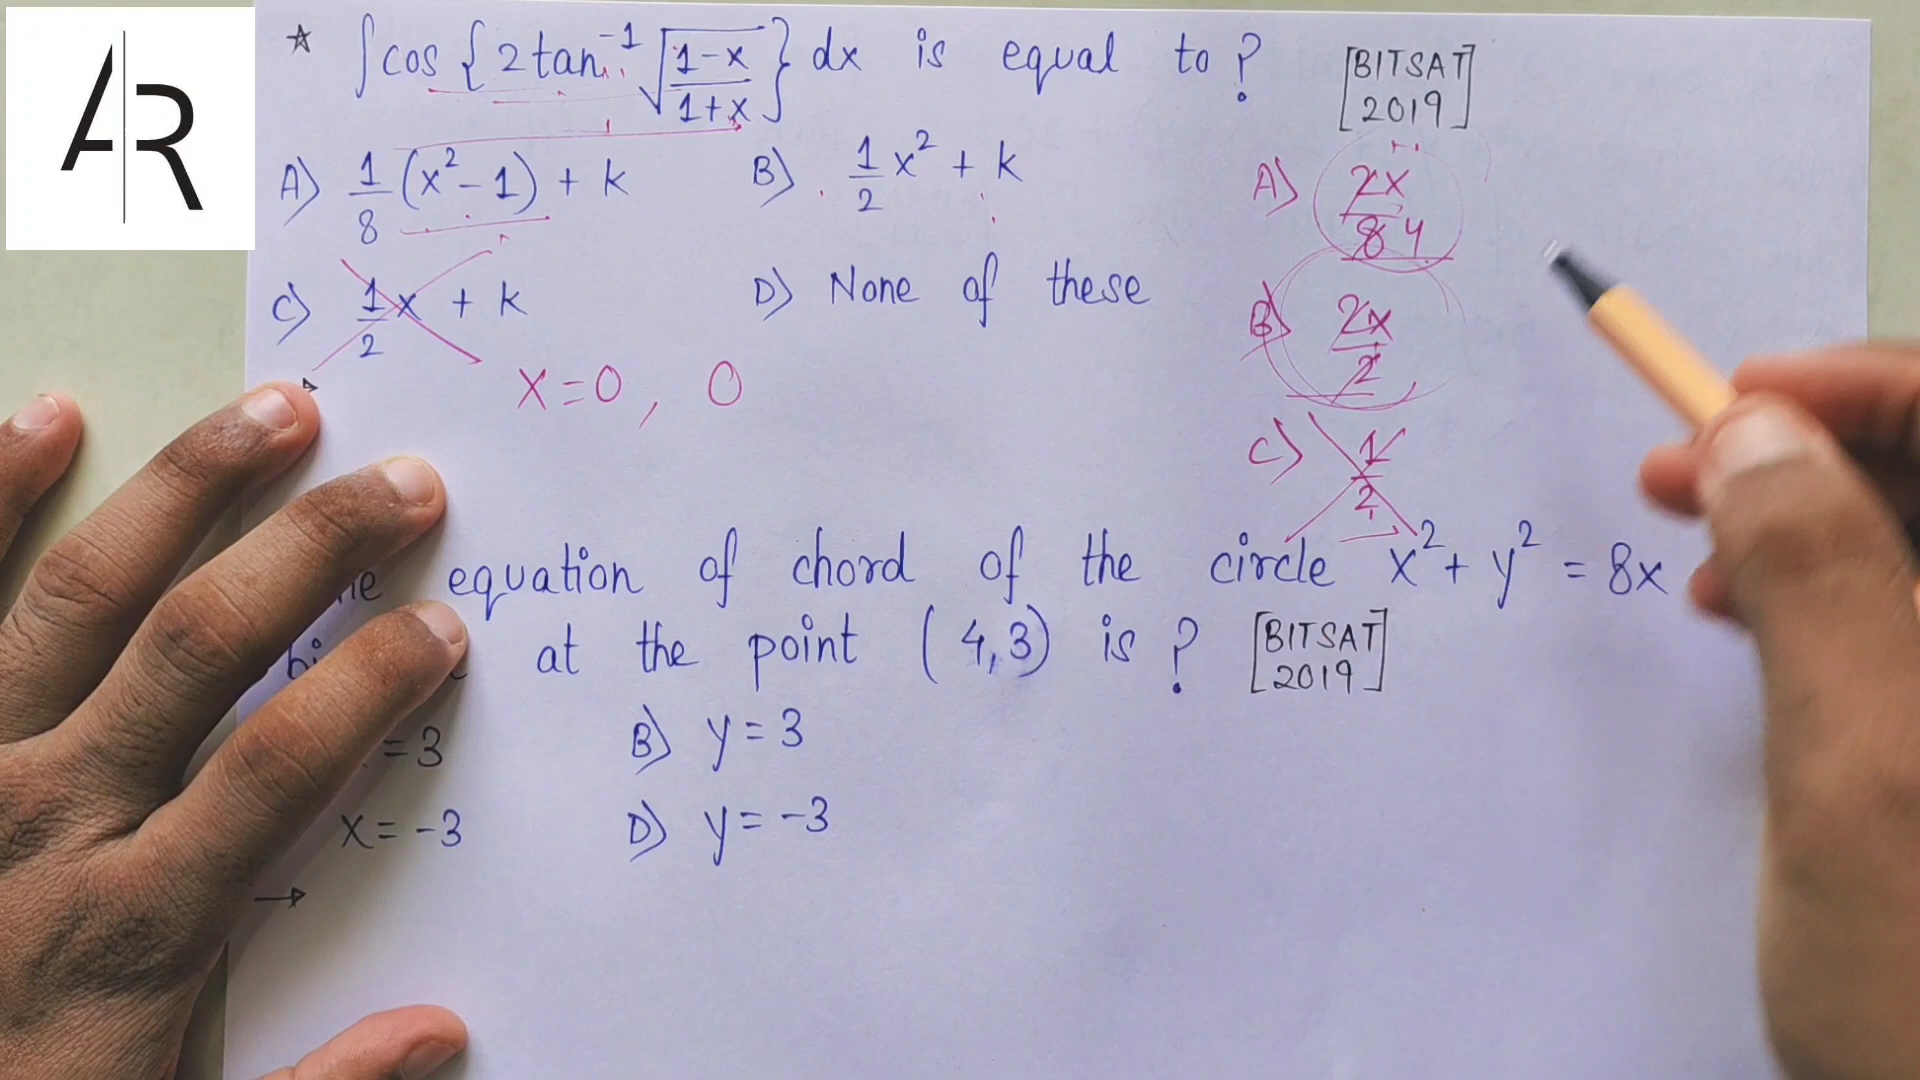 AR
☆ ∫cos {2tan⁻¹ √(1-x/1+x)} dx is equal to ? [BITSAT 2019]
A) 1/8 (x²-1) + k B) 1/2 x² + k
C) 1/2 x + k D) None of these
x=0, 0
A) 2x/8 4
B) 2x/2
C) 1/2
equation of chord of the circle x² + y² = 8x
at the point (4,3) is ? [BITSAT 2019]
=3 B) y=3
x=-3 D) y=-3
→